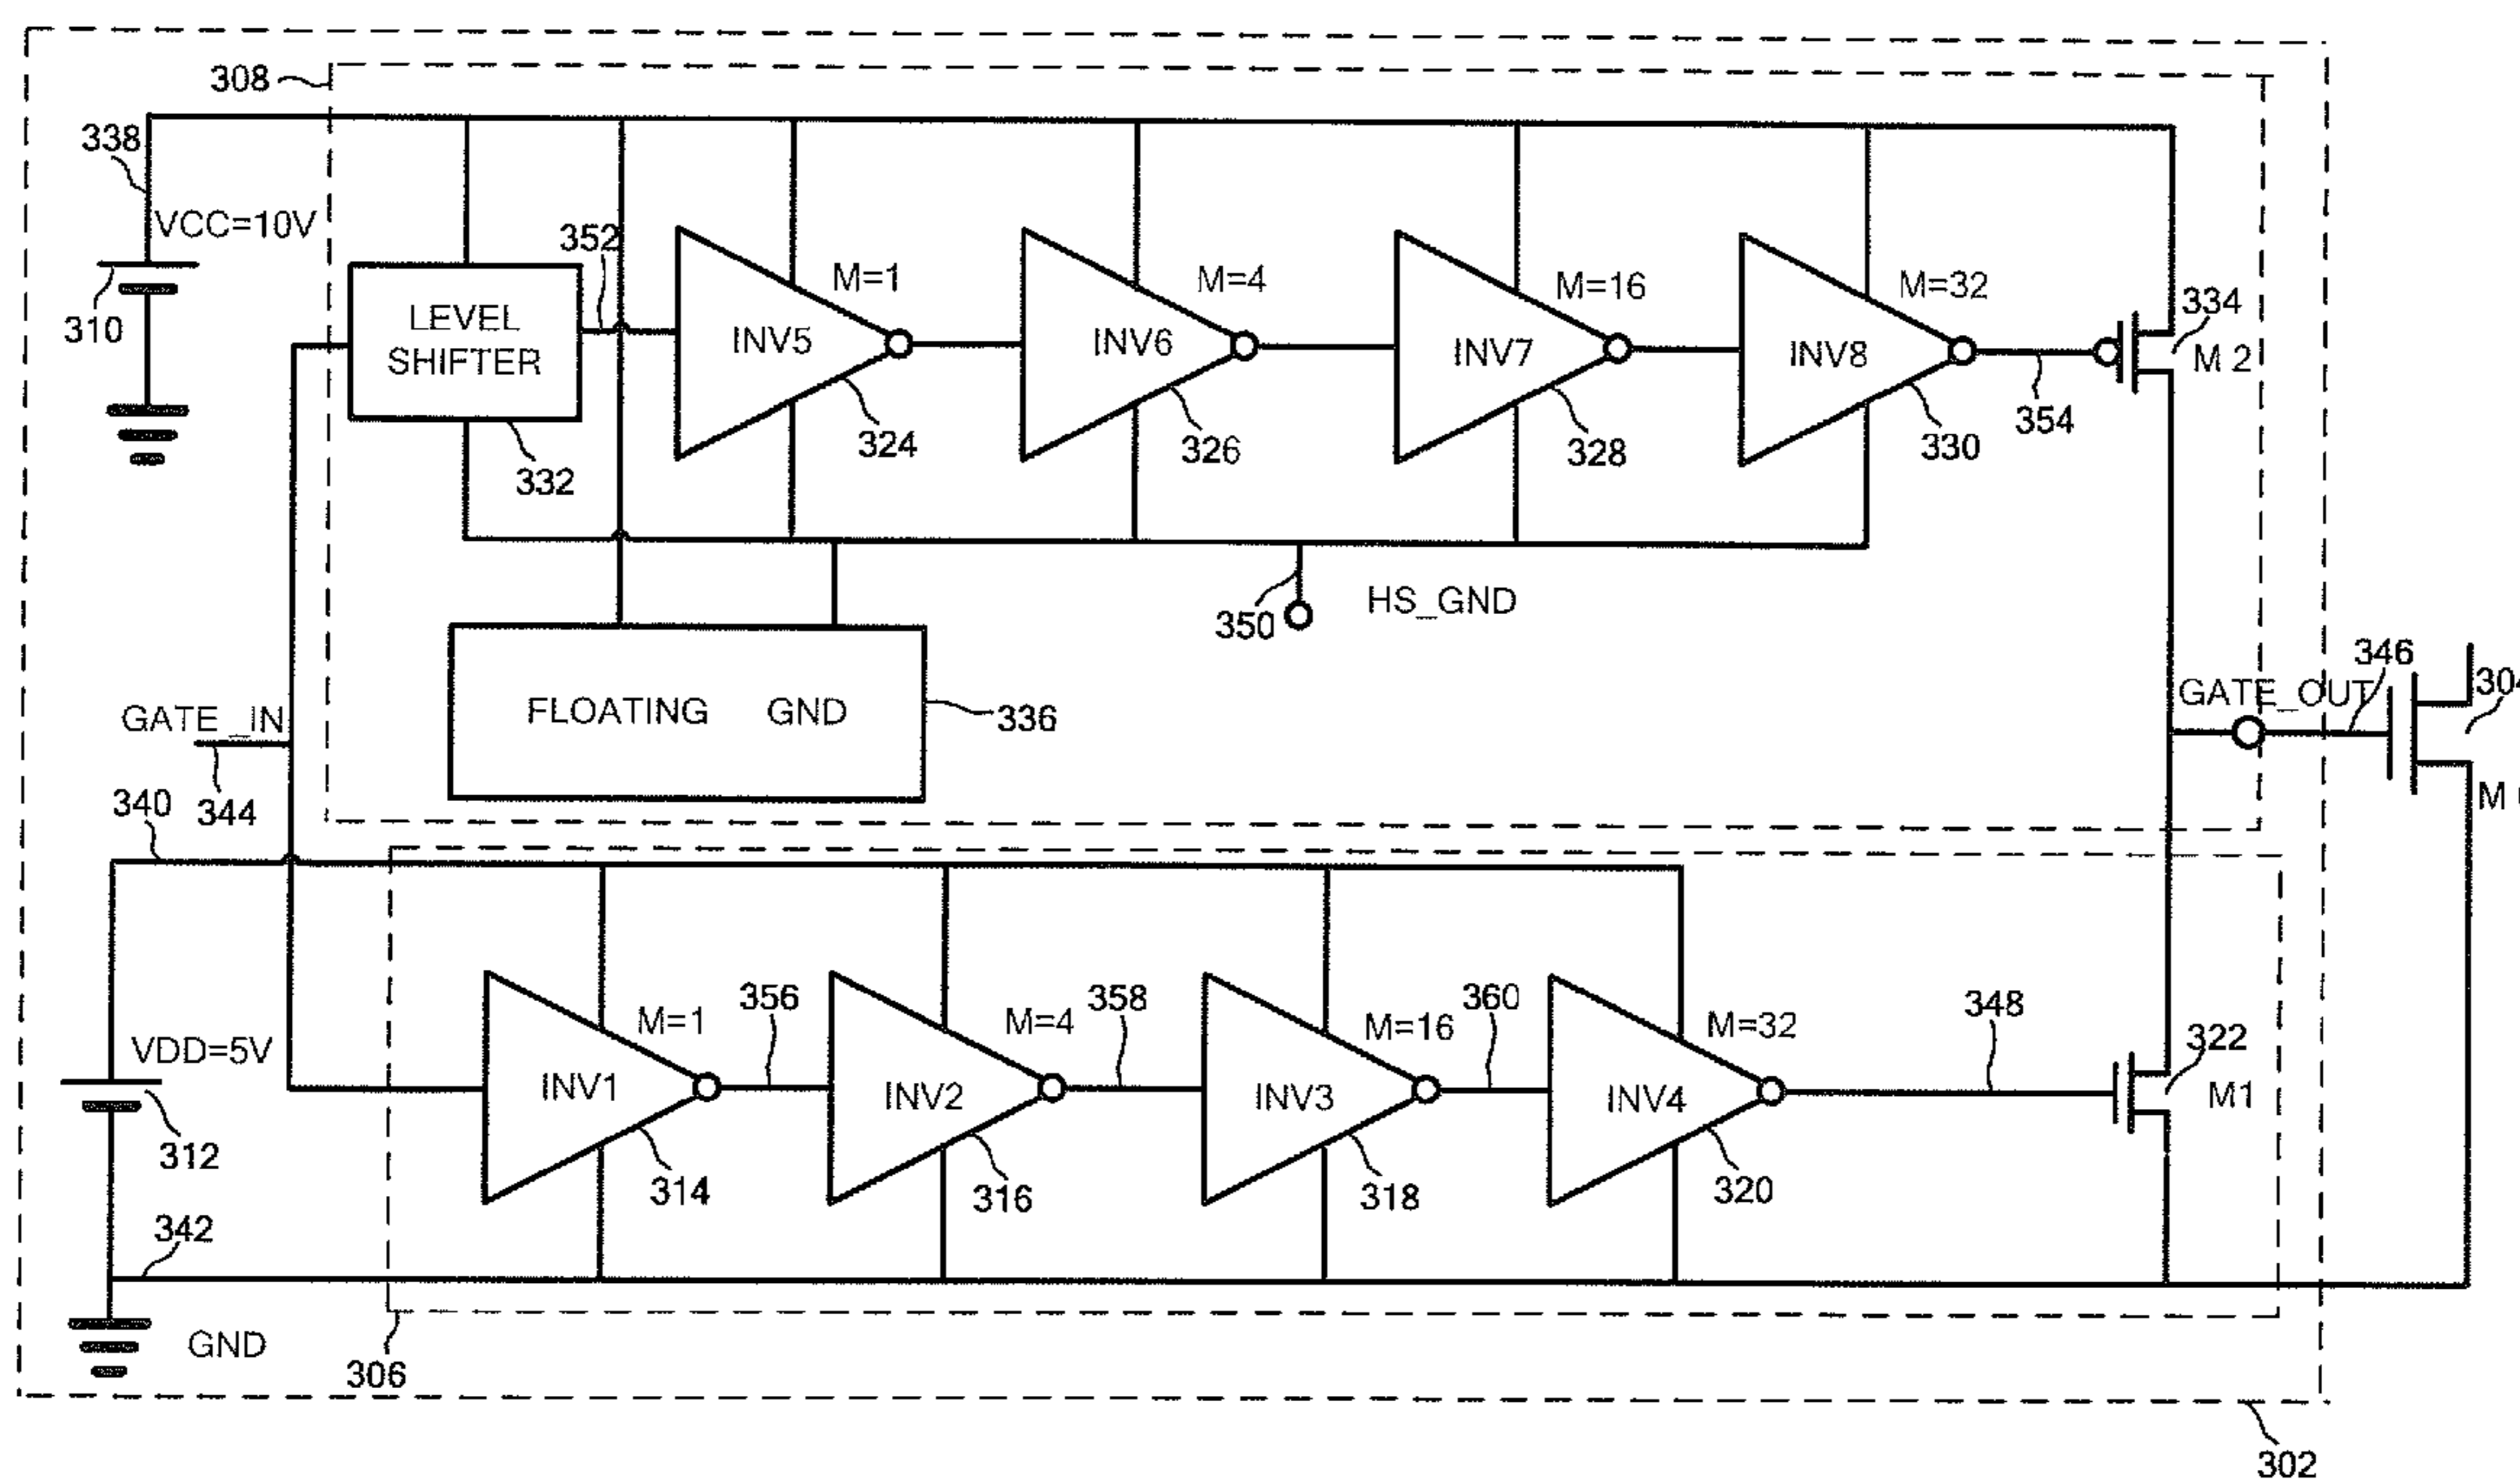 308
338
VCC=10V
310
352
LEVEL
SHIFTER
332
INV5
M=1
324
INV6
M=4
326
INV7
M=16
328
INV8
M=32
330
334
M 2
354
350
HS_GND
FLOATING GND
336
GATE_IN
344
GATE_OUT
346
340
VDD=5V
312
342
GND
INV1
M=1
314
356
INV2
M=4
316
358
INV3
M=16
318
360
INV4
M=32
320
348
322
M1
306
302